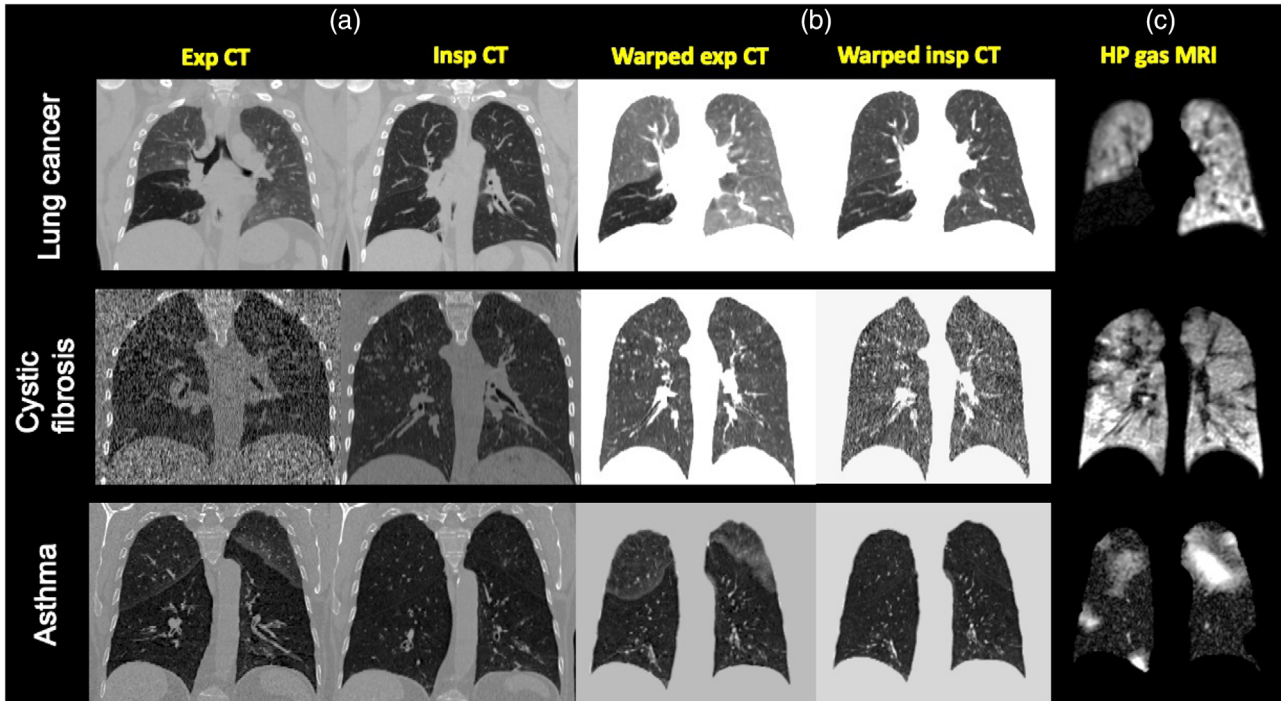 (a)
(b)
(c)
Exp CT
Insp CT
Warped exp CT
Warped insp CT
HP gas MRI
Lung cancer
Cystic
fibrosis
Asthma